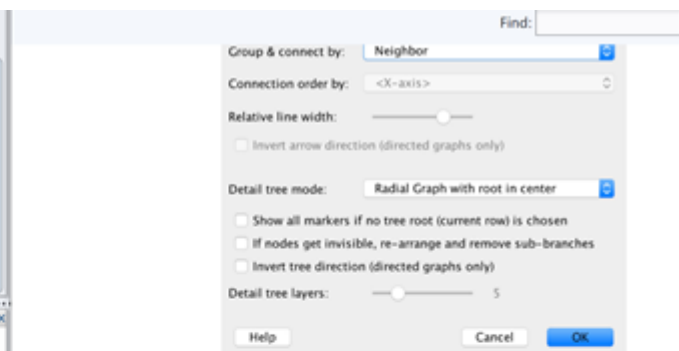 Find:
Group & connect by: Neighbor
Connection order by: <X-axis>
Relative line width:
Invert arrow direction (directed graphs only)
Detail tree mode: Radial Graph with root in center
Show all markers if no tree root (current row) is chosen
If nodes get invisible, re-arrange and remove sub-branches
Invert tree direction (directed graphs only)
Detail tree layers: 5
Help Cancel OK